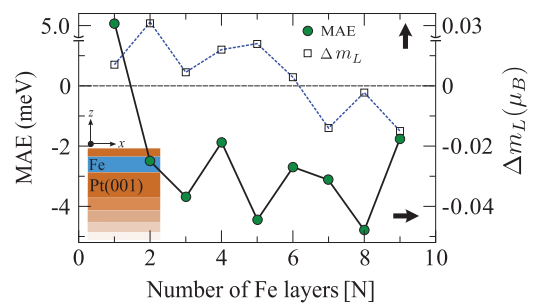 5.0
0
-2
-4
MAE (meV)
MAE
Δ m_L
0.03
0
-0.02
-0.04
Δm_L(μ_B)
z
x
Fe
Pt(001)
0 2 4 6 8 10
Number of Fe layers [N]